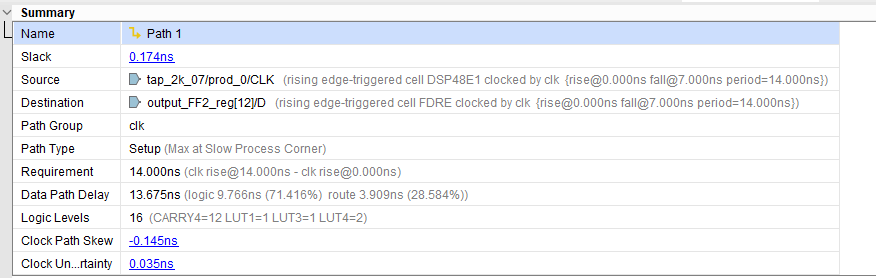 Summary
Name Path 1
Slack 0.174ns
Source tap_2k_07/prod_0/CLK (rising edge-triggered cell DSP48E1 clocked by clk {rise@0.000ns fall@7.000ns period=14.000ns})
Destination output_FF2_reg[12]/D (rising edge-triggered cell FDRE clocked by clk {rise@0.000ns fall@7.000ns period=14.000ns})
Path Group clk
Path Type Setup (Max at Slow Process Corner)
Requirement 14.000ns (clk rise@14.000ns - clk rise@0.000ns)
Data Path Delay 13.675ns (logic 9.766ns (71.416%) route 3.909ns (28.584%))
Logic Levels 16 (CARRY4=12 LUT1=1 LUT3=1 LUT4=2)
Clock Path Skew -0.145ns
Clock Un...rtainty 0.035ns